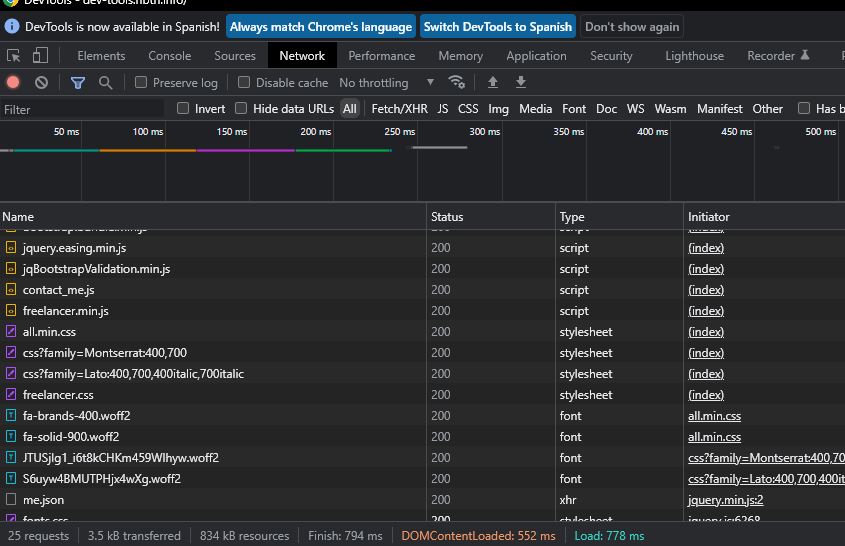 DevTools is now available in Spanish! Always match Chrome's language Switch DevTools to Spanish Don't show again
Elements Console Sources Network Performance Memory Application Security Lighthouse Recorder
Preserve log Disable cache No throttling
Filter Invert Hide data URLs All Fetch/XHR JS CSS Img Media Font Doc WS Wasm Manifest Other Has b
50 ms 100 ms 150 ms 200 ms 250 ms 300 ms 350 ms 400 ms 450 ms 500 ms
Name Status Type Initiator
jquery.easing.min.js 200 script (index)
jqBootstrapValidation.min.js 200 script (index)
contact_me.js 200 script (index)
freelancer.min.js 200 script (index)
all.min.css 200 stylesheet (index)
css?family=Montserrat:400,700 200 stylesheet (index)
css?family=Lato:400,700,400italic,700italic 200 stylesheet (index)
freelancer.css 200 stylesheet (index)
fa-brands-400.woff2 200 font all.min.css
fa-solid-900.woff2 200 font all.min.css
JTUSjIg1_i6t8kCHKm459Wlhyw.woff2 200 font css?family=Montserrat:400,70
S6uyw4BMUTPHjx4wXg.woff2 200 font css?family=Lato:400,700,400it
me.json 200 xhr jquery.min.js:2
fonts.css 200 stylesheet
25 requests 3.5 kB transferred 834 kB resources Finish: 794 ms DOMContentLoaded: 552 ms Load: 778 ms